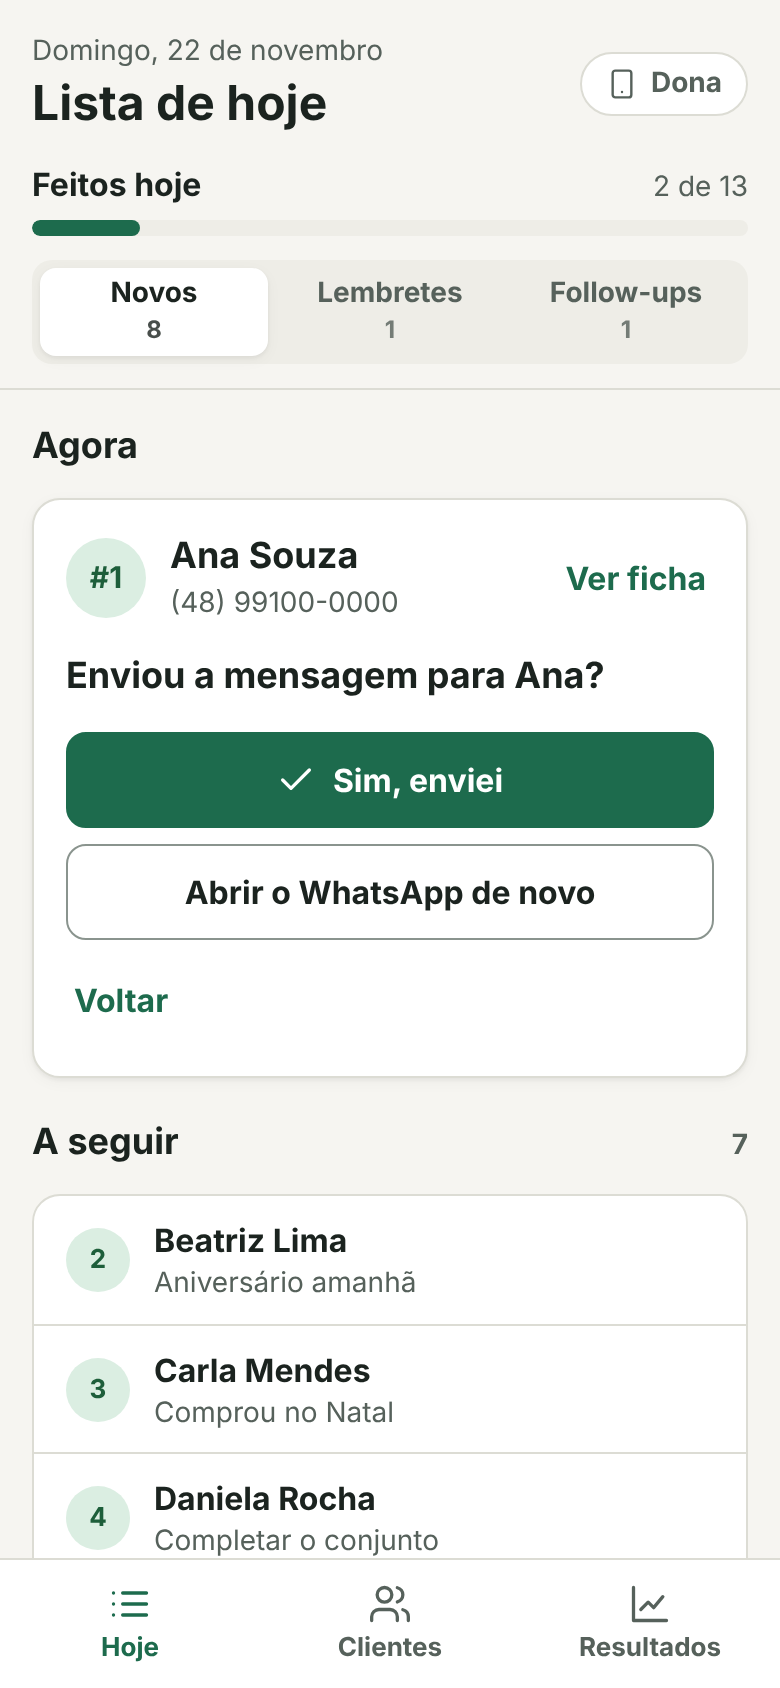 Domingo, 22 de novembro
Lista de hoje
Dona
Feitos hoje
2 de 13
Novos
8
Lembretes
1
Follow-ups
1
Agora
#1
Ana Souza
(48) 99100-0000
Ver ficha
Enviou a mensagem para Ana?
Sim, enviei
Abrir o WhatsApp de novo
Voltar
A seguir
7
2
Beatriz Lima
Aniversário amanhã
3
Carla Mendes
Comprou no Natal
4
Daniela Rocha
Completar o conjunto
Hoje
Clientes
Resultados